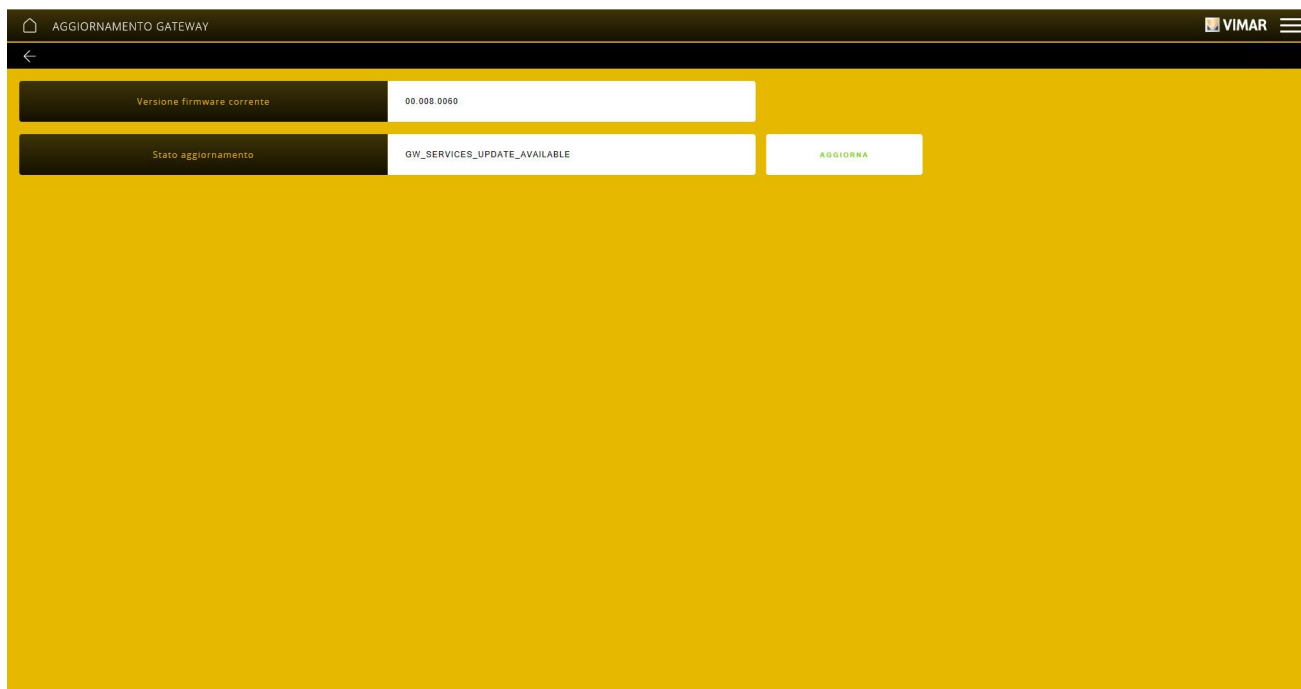 AGGIORNAMENTO GATEWAY
VIMAR
Versione firmware corrente
00.008.0060
Stato aggiornamento
GW_SERVICES_UPDATE_AVAILABLE
AGGIORNA